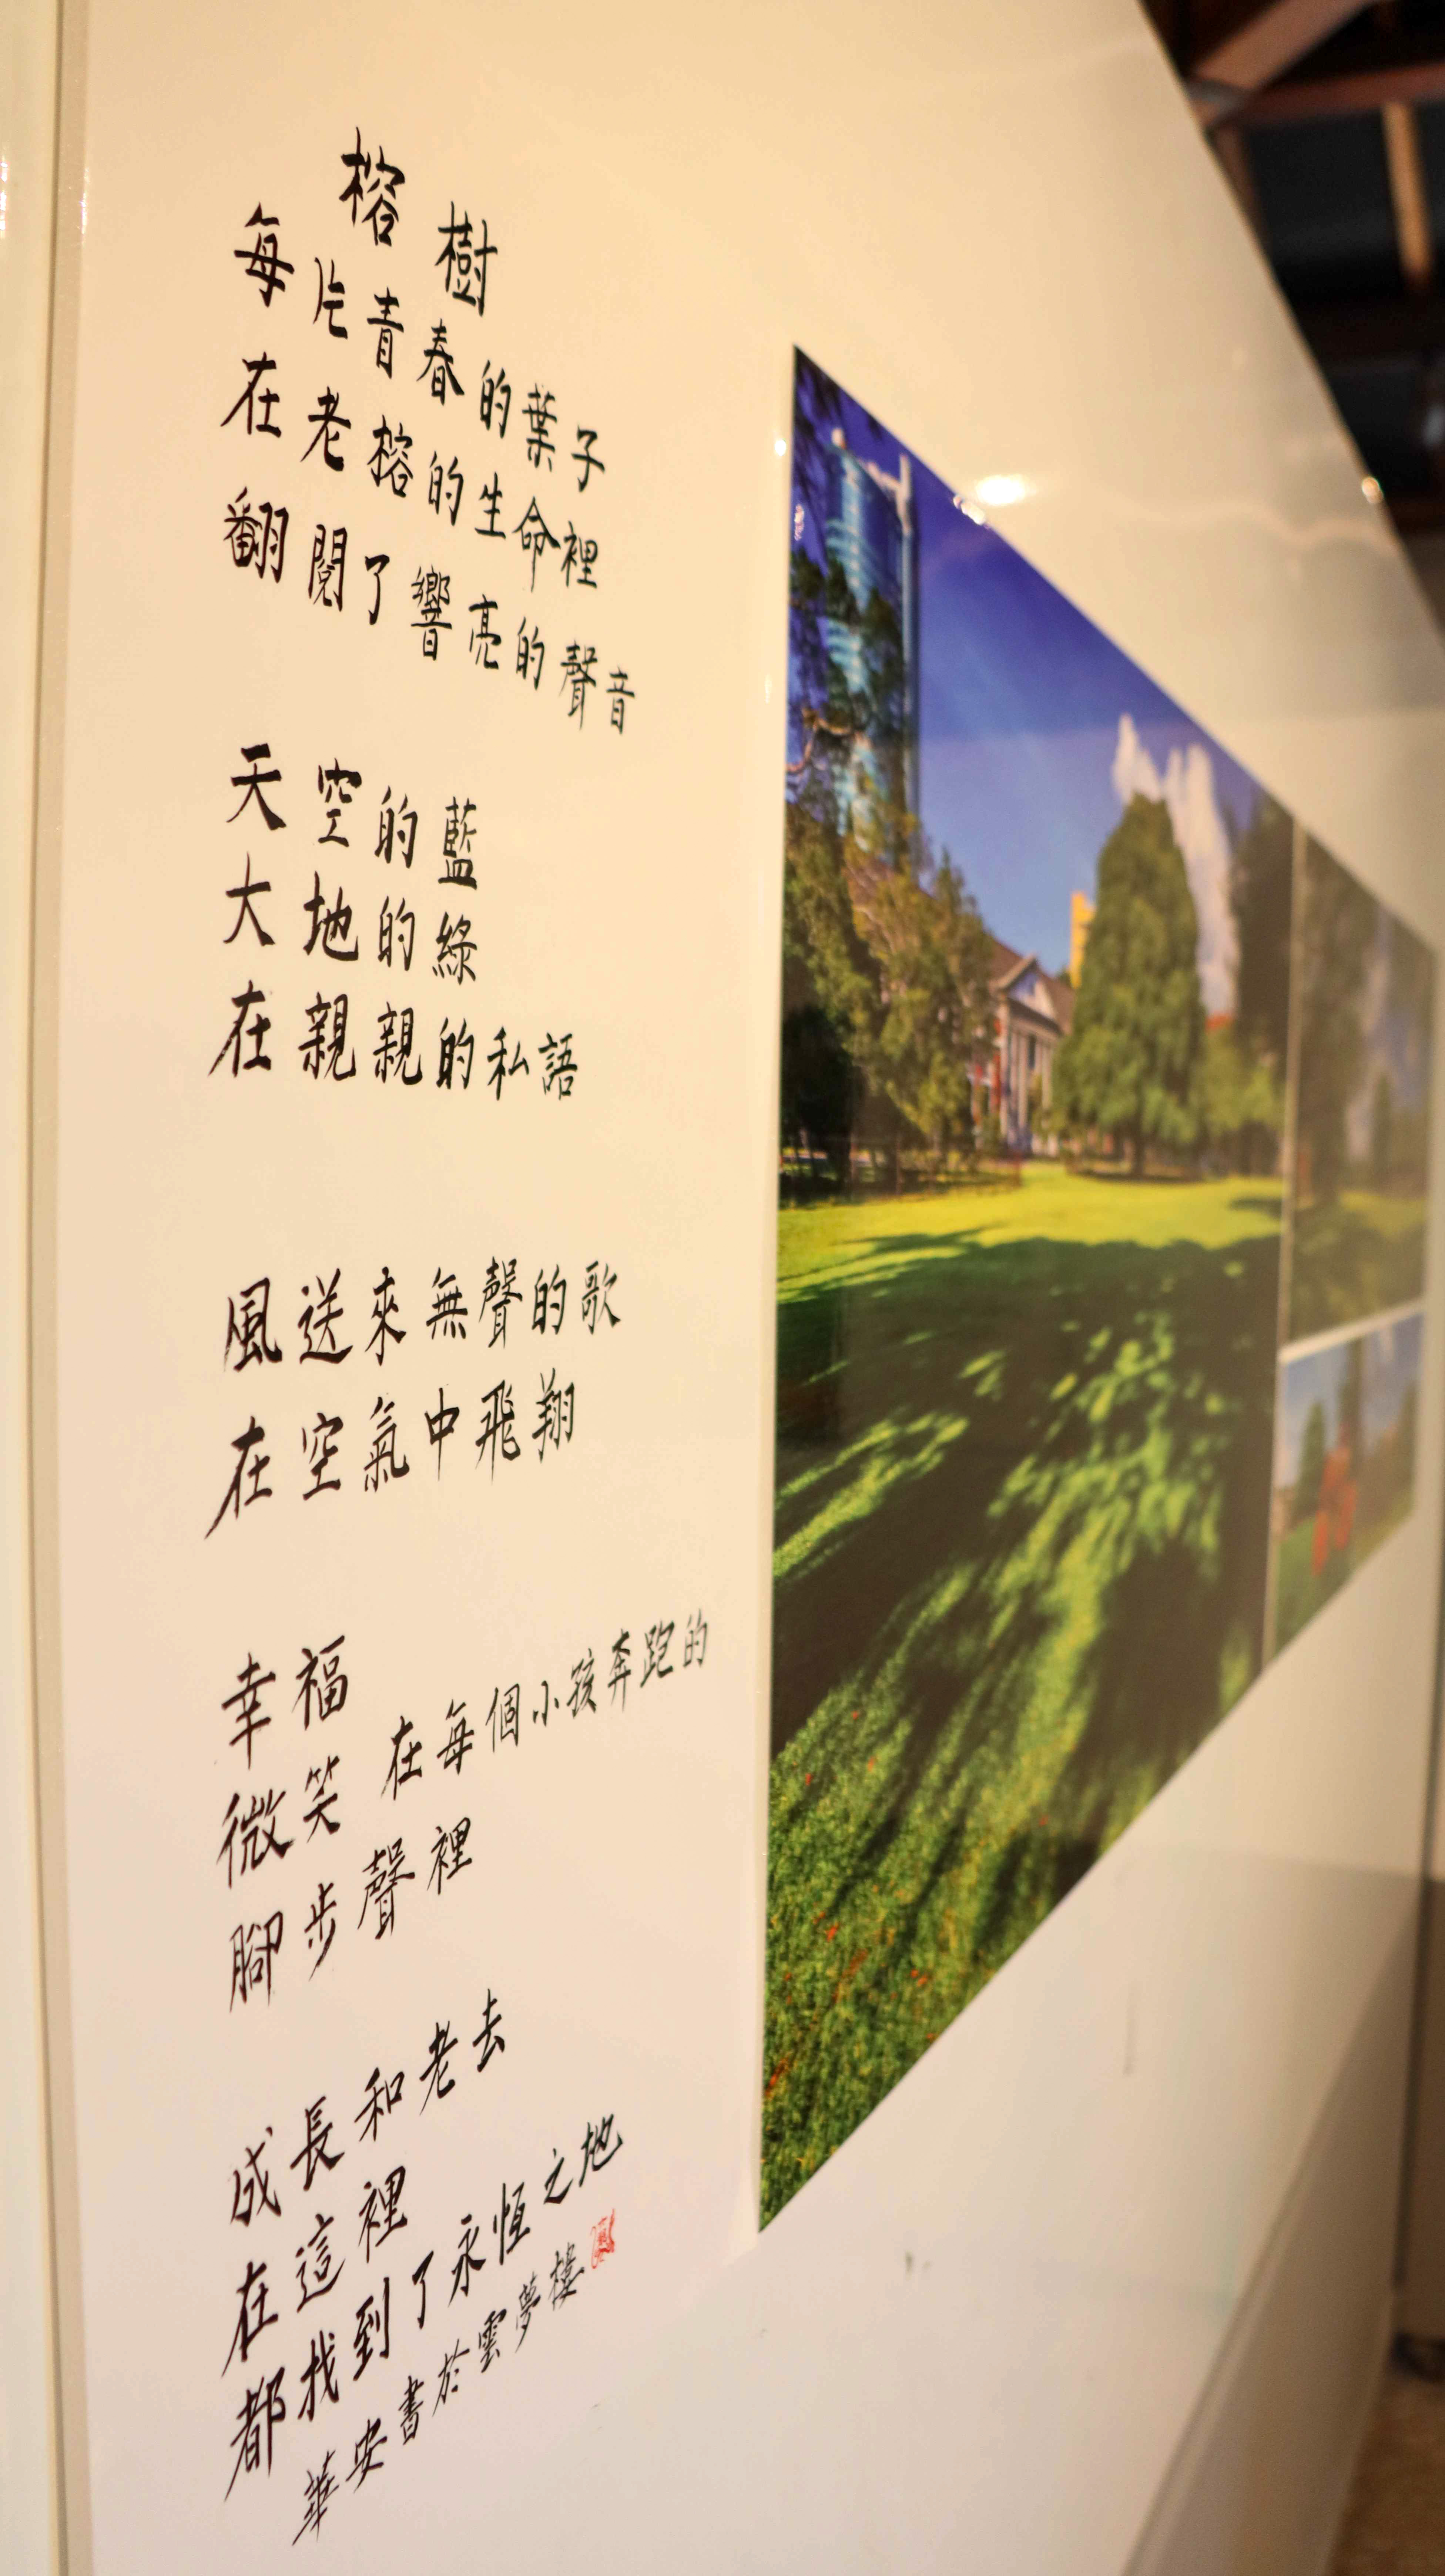 榕樹
每片青春的葉子
在老榕的生命裡
翻閱了響亮的聲音
天空的藍
大地的綠
在親親的私語
風送來無聲的歌
在空氣中飛翔
幸福
微笑 在每個小孩奔跑的
腳步聲裡
成長和老去
在這裡
都找到了永恆之地
華安書於雲夢樓